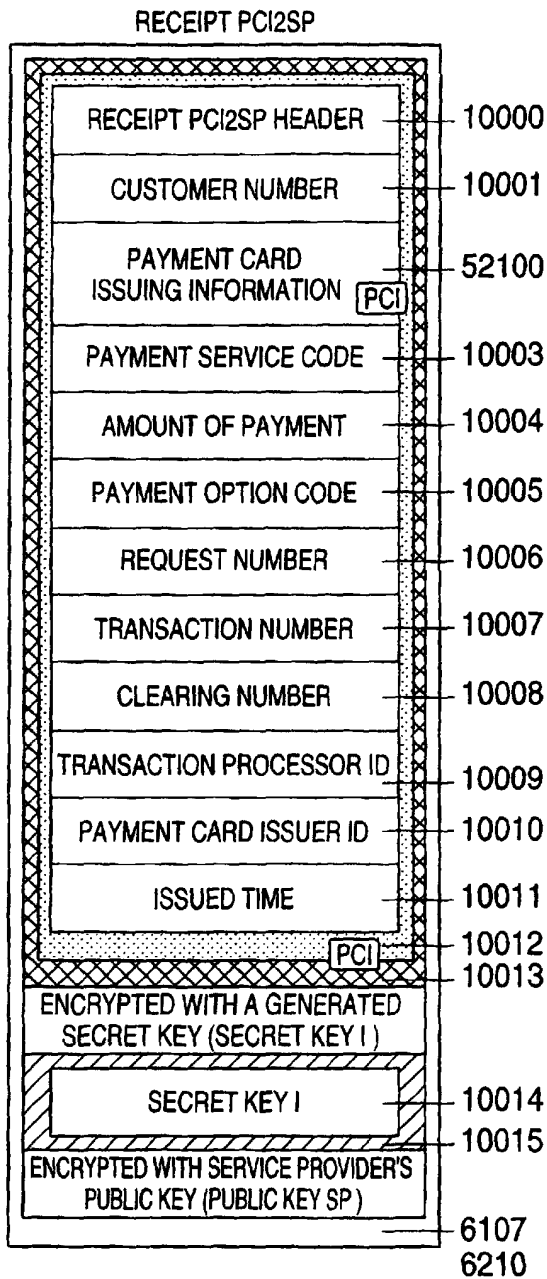 RECEIPT PCI2SP
RECEIPT PCI2SP HEADER 10000
CUSTOMER NUMBER 10001
PAYMENT CARD 52100
ISSUING INFORMATION PCI
PAYMENT SERVICE CODE 10003
AMOUNT OF PAYMENT 10004
PAYMENT OPTION CODE 10005
REQUEST NUMBER 10006
TRANSACTION NUMBER 10007
CLEARING NUMBER 10008
TRANSACTION PROCESSOR ID 10009
PAYMENT CARD ISSUER ID 10010
ISSUED TIME 10011
PCI 10012
10013
ENCRYPTED WITH A GENERATED
SECRET KEY (SECRET KEY I)
SECRET KEY I 10014
10015
ENCRYPTED WITH SERVICE PROVIDER'S
PUBLIC KEY (PUBLIC KEY SP)
6107
6210